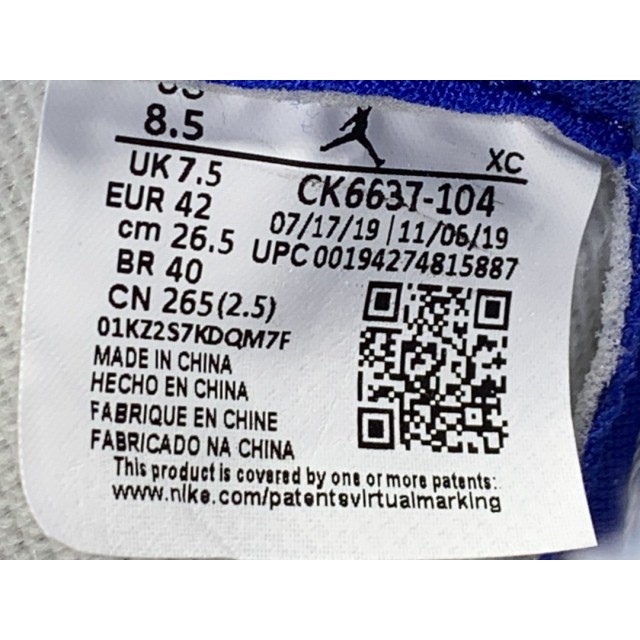 US
8.5
XC
UK 7.5
CK6637-104
EUR 42
07/17/19 | 11/06/19
cm 26.5
UPC 00194274815887
BR 40
CN 265 (2.5)
01KZ2S7KDQM7F
MADE IN CHINA
HECHO EN CHINA
FABRIQUE EN CHINE
FABRICADO NA CHINA
This product is covered by one or more patents:
www.nike.com/patentsvirtualmarking